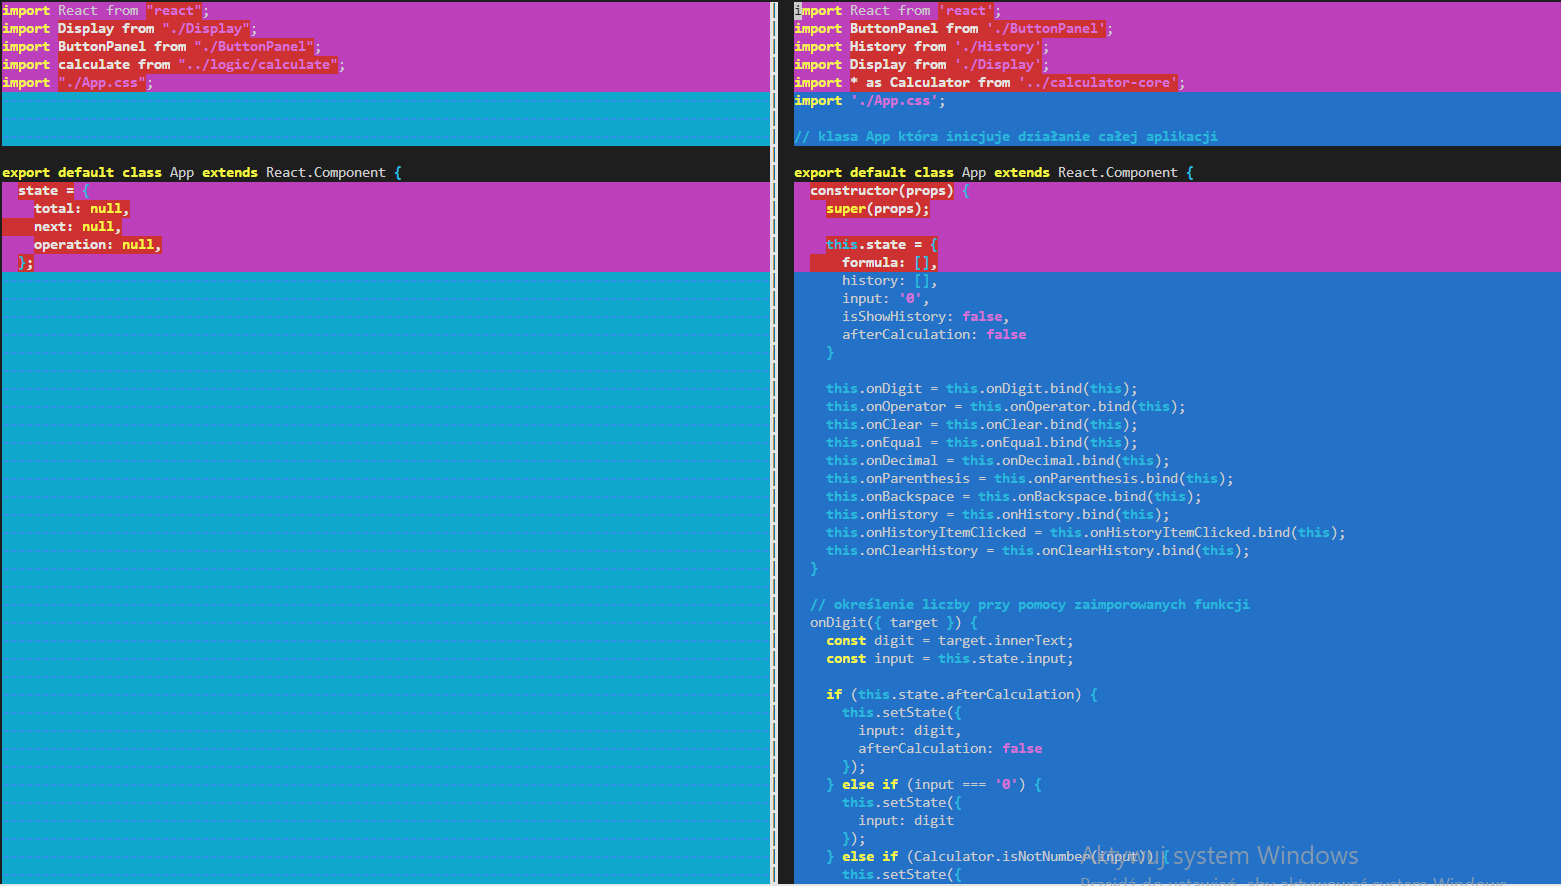 import React from "react";
import Display from "./Display";
import ButtonPanel from "./ButtonPanel";
import calculate from "../logic/calculate";
import "./App.css";
export default class App extends React.Component {
  state = {
    total: null,
    next: null,
    operation: null,
  };
import React from 'react';
import ButtonPanel from './ButtonPanel';
import History from './History';
import Display from './Display';
import * as Calculator from '../calculator-core';
import './App.css';
// klasa App która inicjuje działanie całej aplikacji
export default class App extends React.Component {
  constructor(props) {
    super(props);
    this.state = {
      formula: [],
      history: [],
      input: '0',
      isShowHistory: false,
      afterCalculation: false
    }
    this.onDigit = this.onDigit.bind(this);
    this.onOperator = this.onOperator.bind(this);
    this.onClear = this.onClear.bind(this);
    this.onEqual = this.onEqual.bind(this);
    this.onDecimal = this.onDecimal.bind(this);
    this.onParenthesis = this.onParenthesis.bind(this);
    this.onBackspace = this.onBackspace.bind(this);
    this.onHistory = this.onHistory.bind(this);
    this.onHistoryItemClicked = this.onHistoryItemClicked.bind(this);
    this.onClearHistory = this.onClearHistory.bind(this);
  }
  // określenie liczby przy pomocy zaimporowanych funkcji
  onDigit({ target }) {
    const digit = target.innerText;
    const input = this.state.input;
    if (this.state.afterCalculation) {
      this.setState({
        input: digit,
        afterCalculation: false
      });
    } else if (input === '0') {
      this.setState({
        input: digit
      });
    } else if (Calculator.isNotNumber(input)) {
      this.setState({
Aktywuj system Windows
Przejdź do ustawień, aby aktywować system Windows.